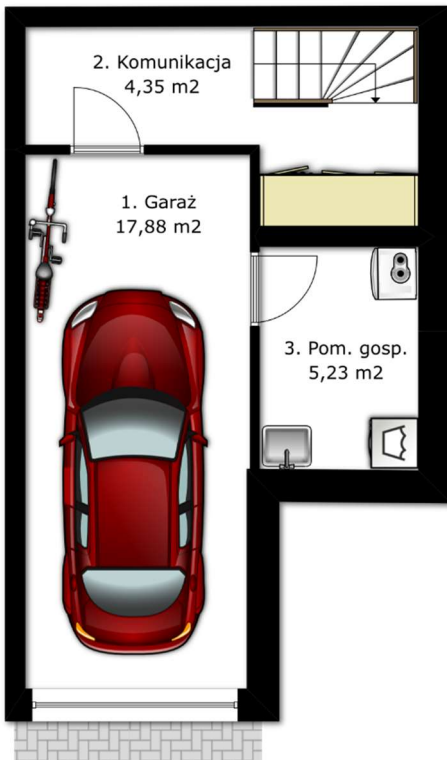 2. Komunikacja
4,35 m2
1. Garaż
17,88 m2
3. Pom. gosp.
5,23 m2